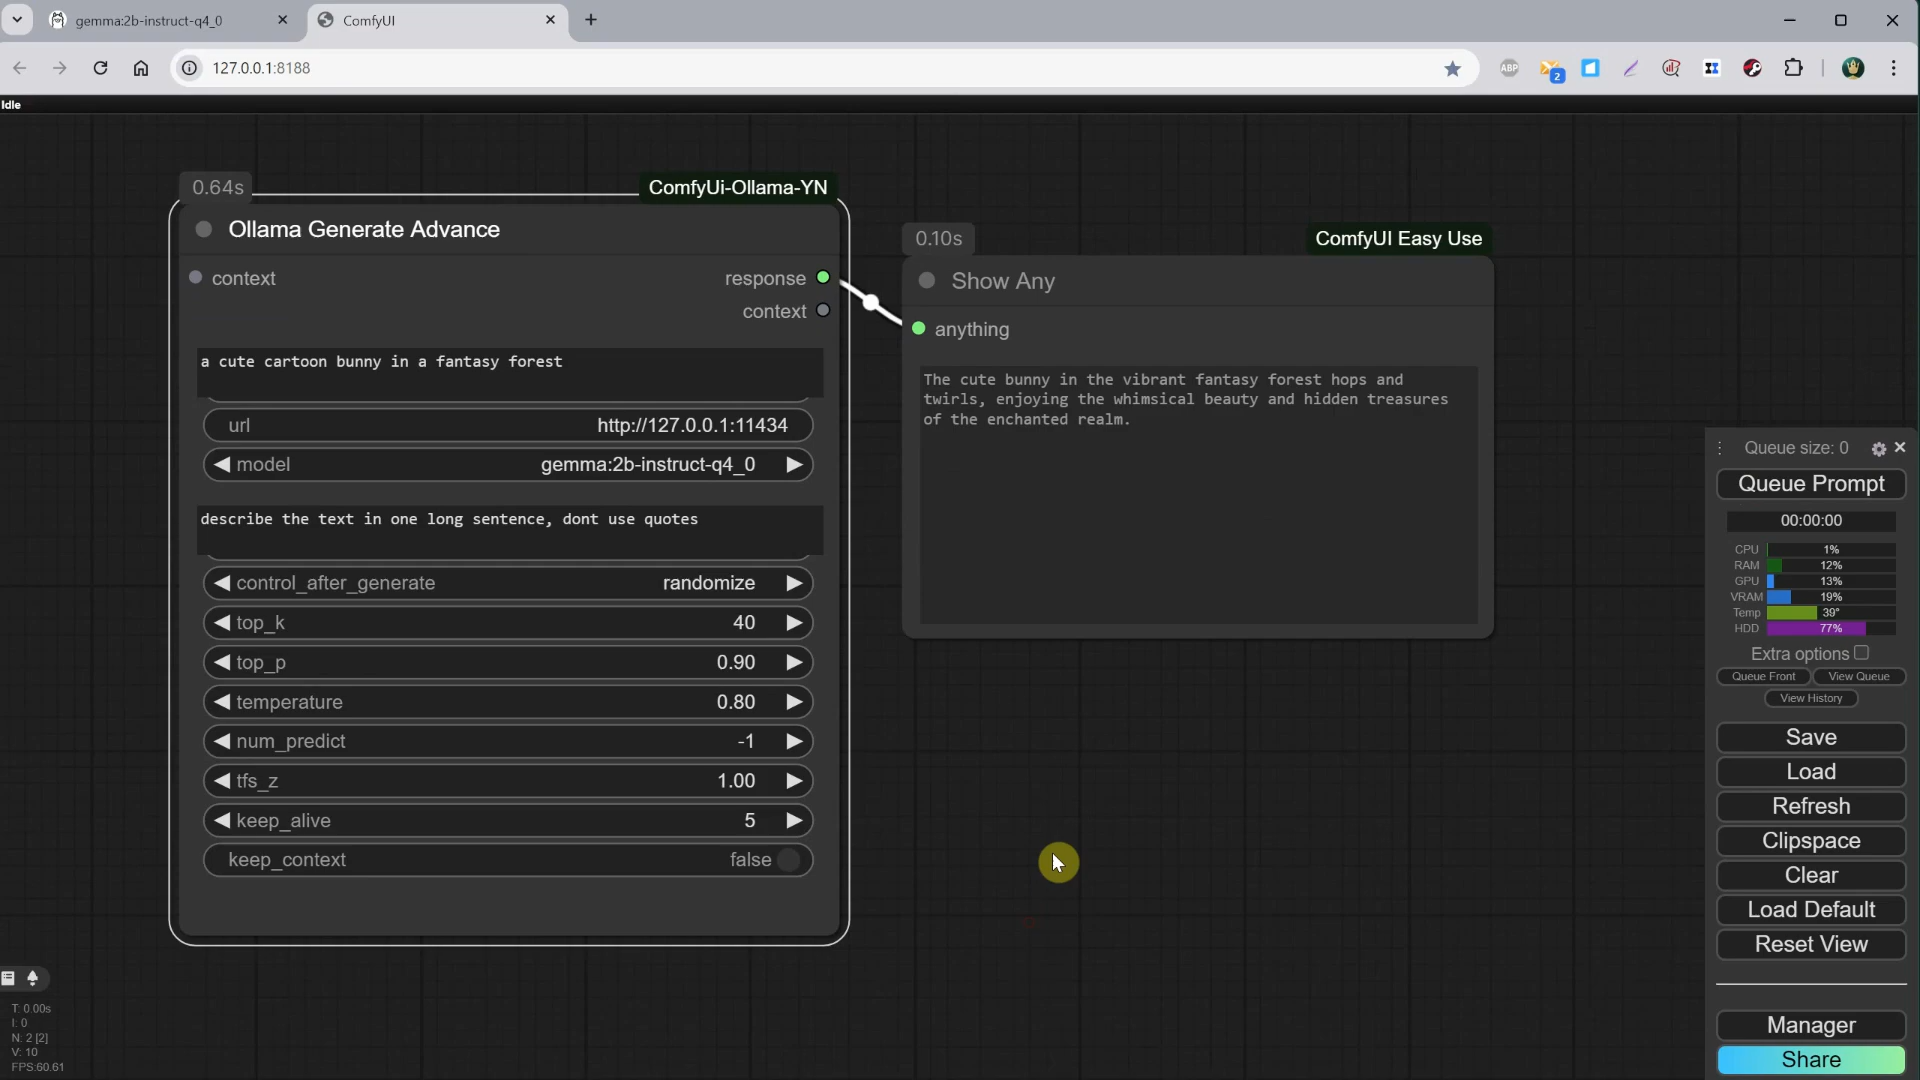 gemma:2b-instruct-q4_0
ComfyUI
127.0.0.1:8188
ABP
2
Idle
0.64s
ComfyUi-Ollama-YN
Ollama Generate Advance
context
response
context
a cute cartoon bunny in a fantasy forest
url http://127.0.0.1:11434
model gemma:2b-instruct-q4_0
describe the text in one long sentence, dont use quotes
control_after_generate randomize
top_k 40
top_p 0.90
temperature 0.80
num_predict -1
tfs_z 1.00
keep_alive 5
keep_context false
0.10s
ComfyUI Easy Use
Show Any
anything
The cute bunny in the vibrant fantasy forest hops and
twirls, enjoying the whimsical beauty and hidden treasures
of the enchanted realm.
Queue size: 0
Queue Prompt
00:00:00
CPU 1%
RAM 12%
GPU 13%
VRAM 19%
Temp 39°
HDD 77%
Extra options
Queue Front View Queue
View History
Save
Load
Refresh
Clipspace
Clear
Load Default
Reset View
Manager
Share
T: 0.00s
I: 0
N: 2 [2]
V: 10
FPS:60.61